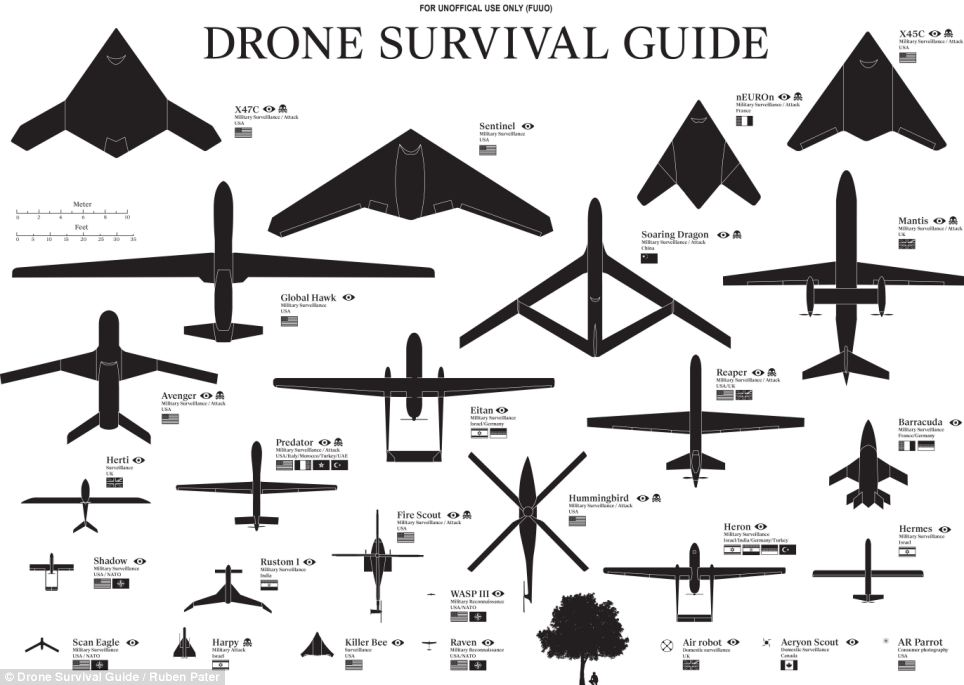 FOR UNOFFICAL USE ONLY (FUUO)
DRONE SURVIVAL GUIDE
X47C
Military Surveillance / Attack
USA
Sentinel
Military Surveillance
USA
nEUROn
Military Surveillance / Attack
France
X45C
Military Surveillance / Attack
USA
Meter
0 2 4 6 8 10
Feet
0 5 10 15 20 25 30 35
Global Hawk
Military Surveillance
USA
Soaring Dragon
Military Surveillance / Attack
China
Mantis
Military Surveillance / Attack
UK
Avenger
Military Surveillance / Attack
USA
Eitan
Military Surveillance
Israel/Germany
Reaper
Military Surveillance / Attack
USA/UK
Barracuda
Military Surveillance
France/Germany
Herti
Surveillance
UK
Predator
Military Surveillance / Attack
USA/Italy/Morocco/Turkey/UAE
Fire Scout
Military Surveillance / Attack
USA
Hummingbird
Military Surveillance / Attack
USA
Heron
Military Surveillance
Israel/India/Germany/Turkey
Hermes
Military Surveillance
Israel
Shadow
Military Surveillance
USA / NATO
Rustom 1
Military Surveillance
India
WASP III
Military Reconnaissance
USA/NATO
Scan Eagle
Military Surveillance
USA/NATO
Harpy
Military Attack
Israel
Killer Bee
Military Surveillance
USA
Raven
Military Reconnaissance
USA/NATO
Air robot
Domestic surveillance
UK
Aeryon Scout
Domestic Surveillance
Canada
AR Parrot
Consumer photography
USA
© Drone Survival Guide / Ruben Pater